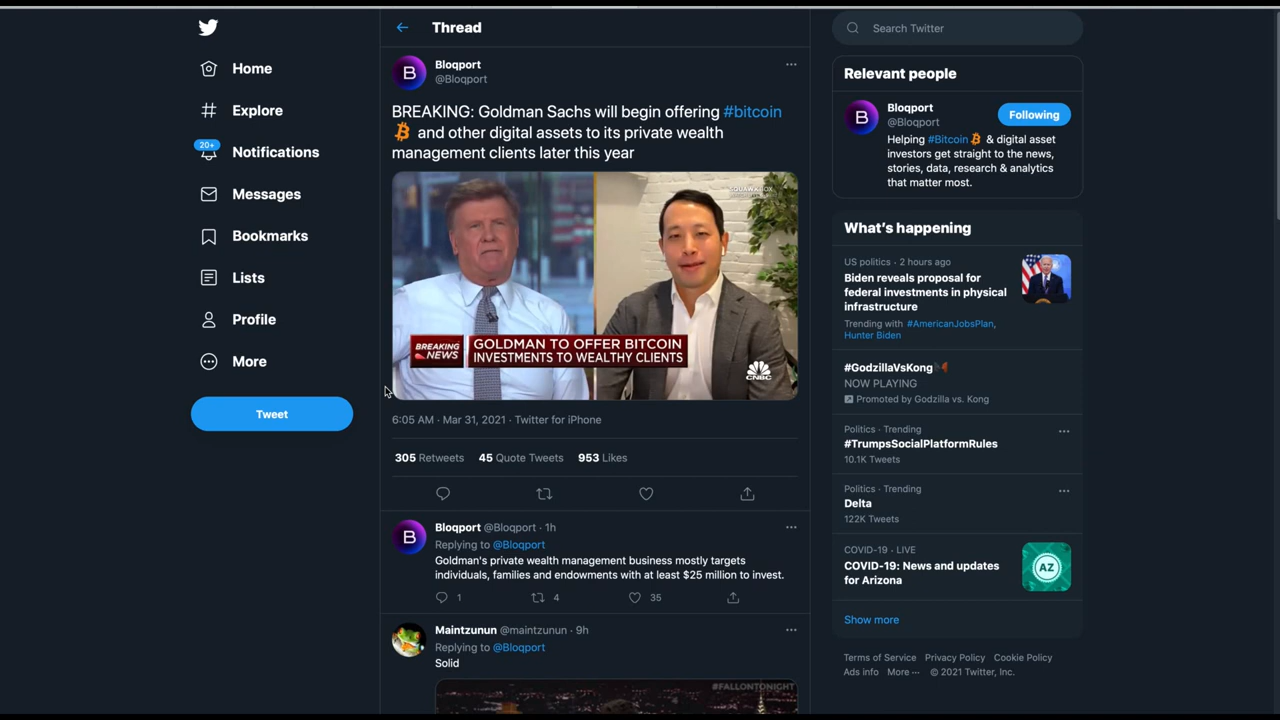 Home
Explore
20+
Notifications
Messages
Bookmarks
Lists
Profile
More
Tweet
Thread
B
Bloqport
@Bloqport
BREAKING: Goldman Sachs will begin offering #bitcoin
and other digital assets to its private wealth
management clients later this year
SQUAWK BOX
BREAKING
NEWS
GOLDMAN TO OFFER BITCOIN
INVESTMENTS TO WEALTHY CLIENTS
CNBC
6:05 AM · Mar 31, 2021 · Twitter for iPhone
305 Retweets 45 Quote Tweets 953 Likes
B
Bloqport @Bloqport · 1h
Replying to @Bloqport
Goldman's private wealth management business mostly targets
individuals, families and endowments with at least $25 million to invest.
1 4 35
Maintzunun @maintzunun · 9h
Replying to @Bloqport
Solid
#FALLONTONIGHT
Search Twitter
Relevant people
B
Bloqport
@Bloqport
Following
Helping #Bitcoin & digital asset
investors get straight to the news,
stories, data, research & analytics
that matter most.
What's happening
US politics · 2 hours ago
Biden reveals proposal for
federal investments in physical
infrastructure
Trending with #AmericanJobsPlan,
Hunter Biden
#GodzillaVsKong
NOW PLAYING
Promoted by Godzilla vs. Kong
Politics · Trending
#TrumpsSocialPlatformRules
10.1K Tweets
Politics · Trending
Delta
122K Tweets
COVID-19 · LIVE
COVID-19: News and updates
for Arizona
AZ
Show more
Terms of Service Privacy Policy Cookie Policy
Ads info More ··· © 2021 Twitter, Inc.